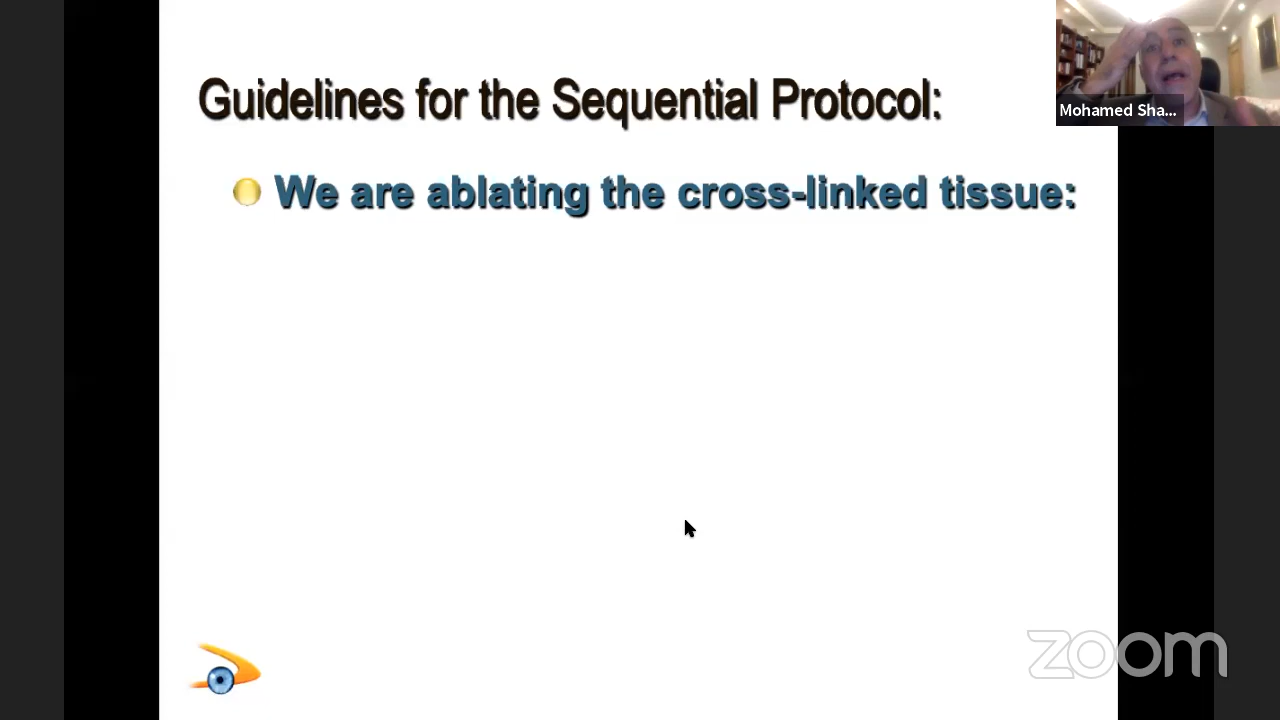 Guidelines for the Sequential Protocol:
We are ablating the cross-linked tissue:
Mohamed Sha...
zoom